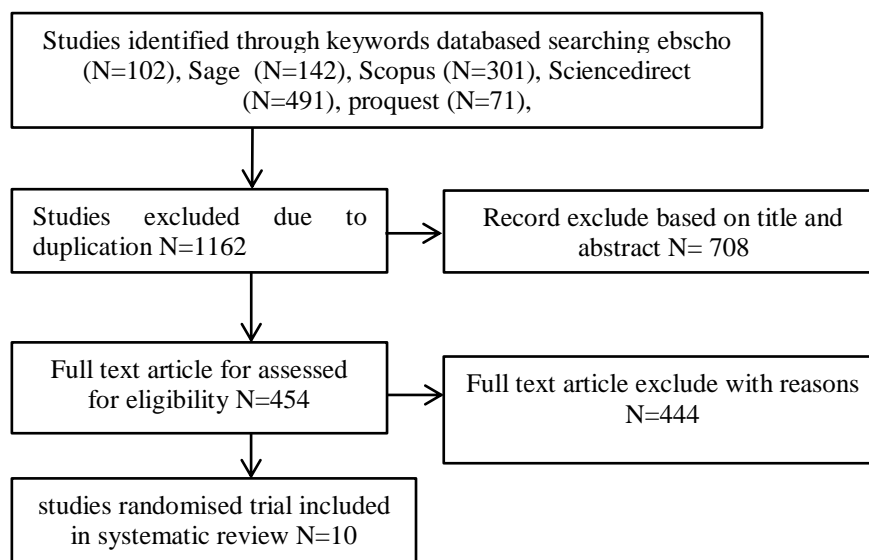 Studies identified through keywords databased searching ebscho
(N=102), Sage (N=142), Scopus (N=301), Sciencedirect
(N=491), proquest (N=71),
Studies excluded due to
duplication N=1162
Record exclude based on title and
abstract N= 708
Full text article for assessed
for eligibility N=454
Full text article exclude with reasons
N=444
studies randomised trial included
in systematic review N=10